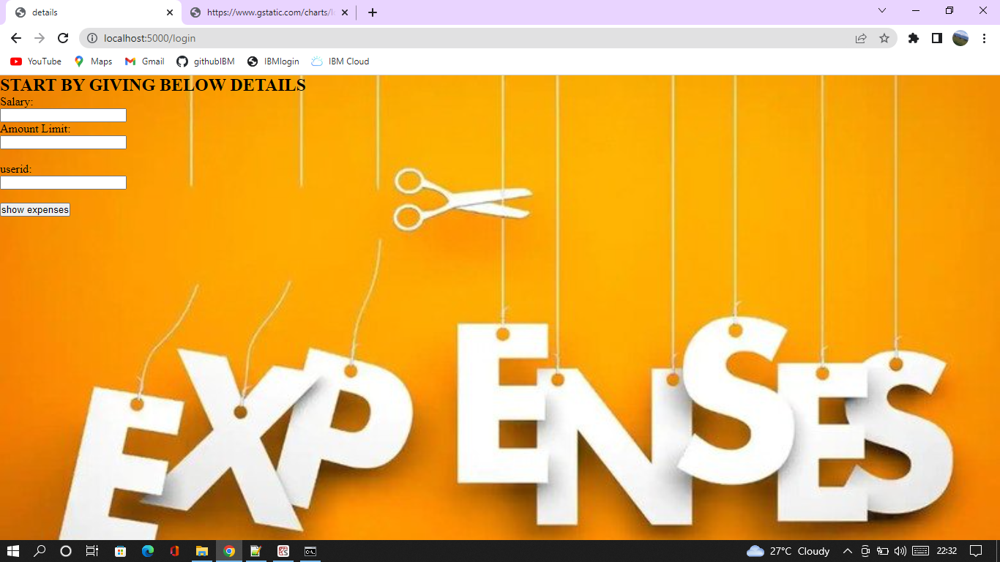 details
https://www.gstatic.com/charts/l
localhost:5000/login
YouTube
Maps
Gmail
githubIBM
IBMlogin
IBM Cloud
START BY GIVING BELOW DETAILS
Salary:
Amount Limit:
userid:
show expenses
EXPENSES
27°C Cloudy
22:32